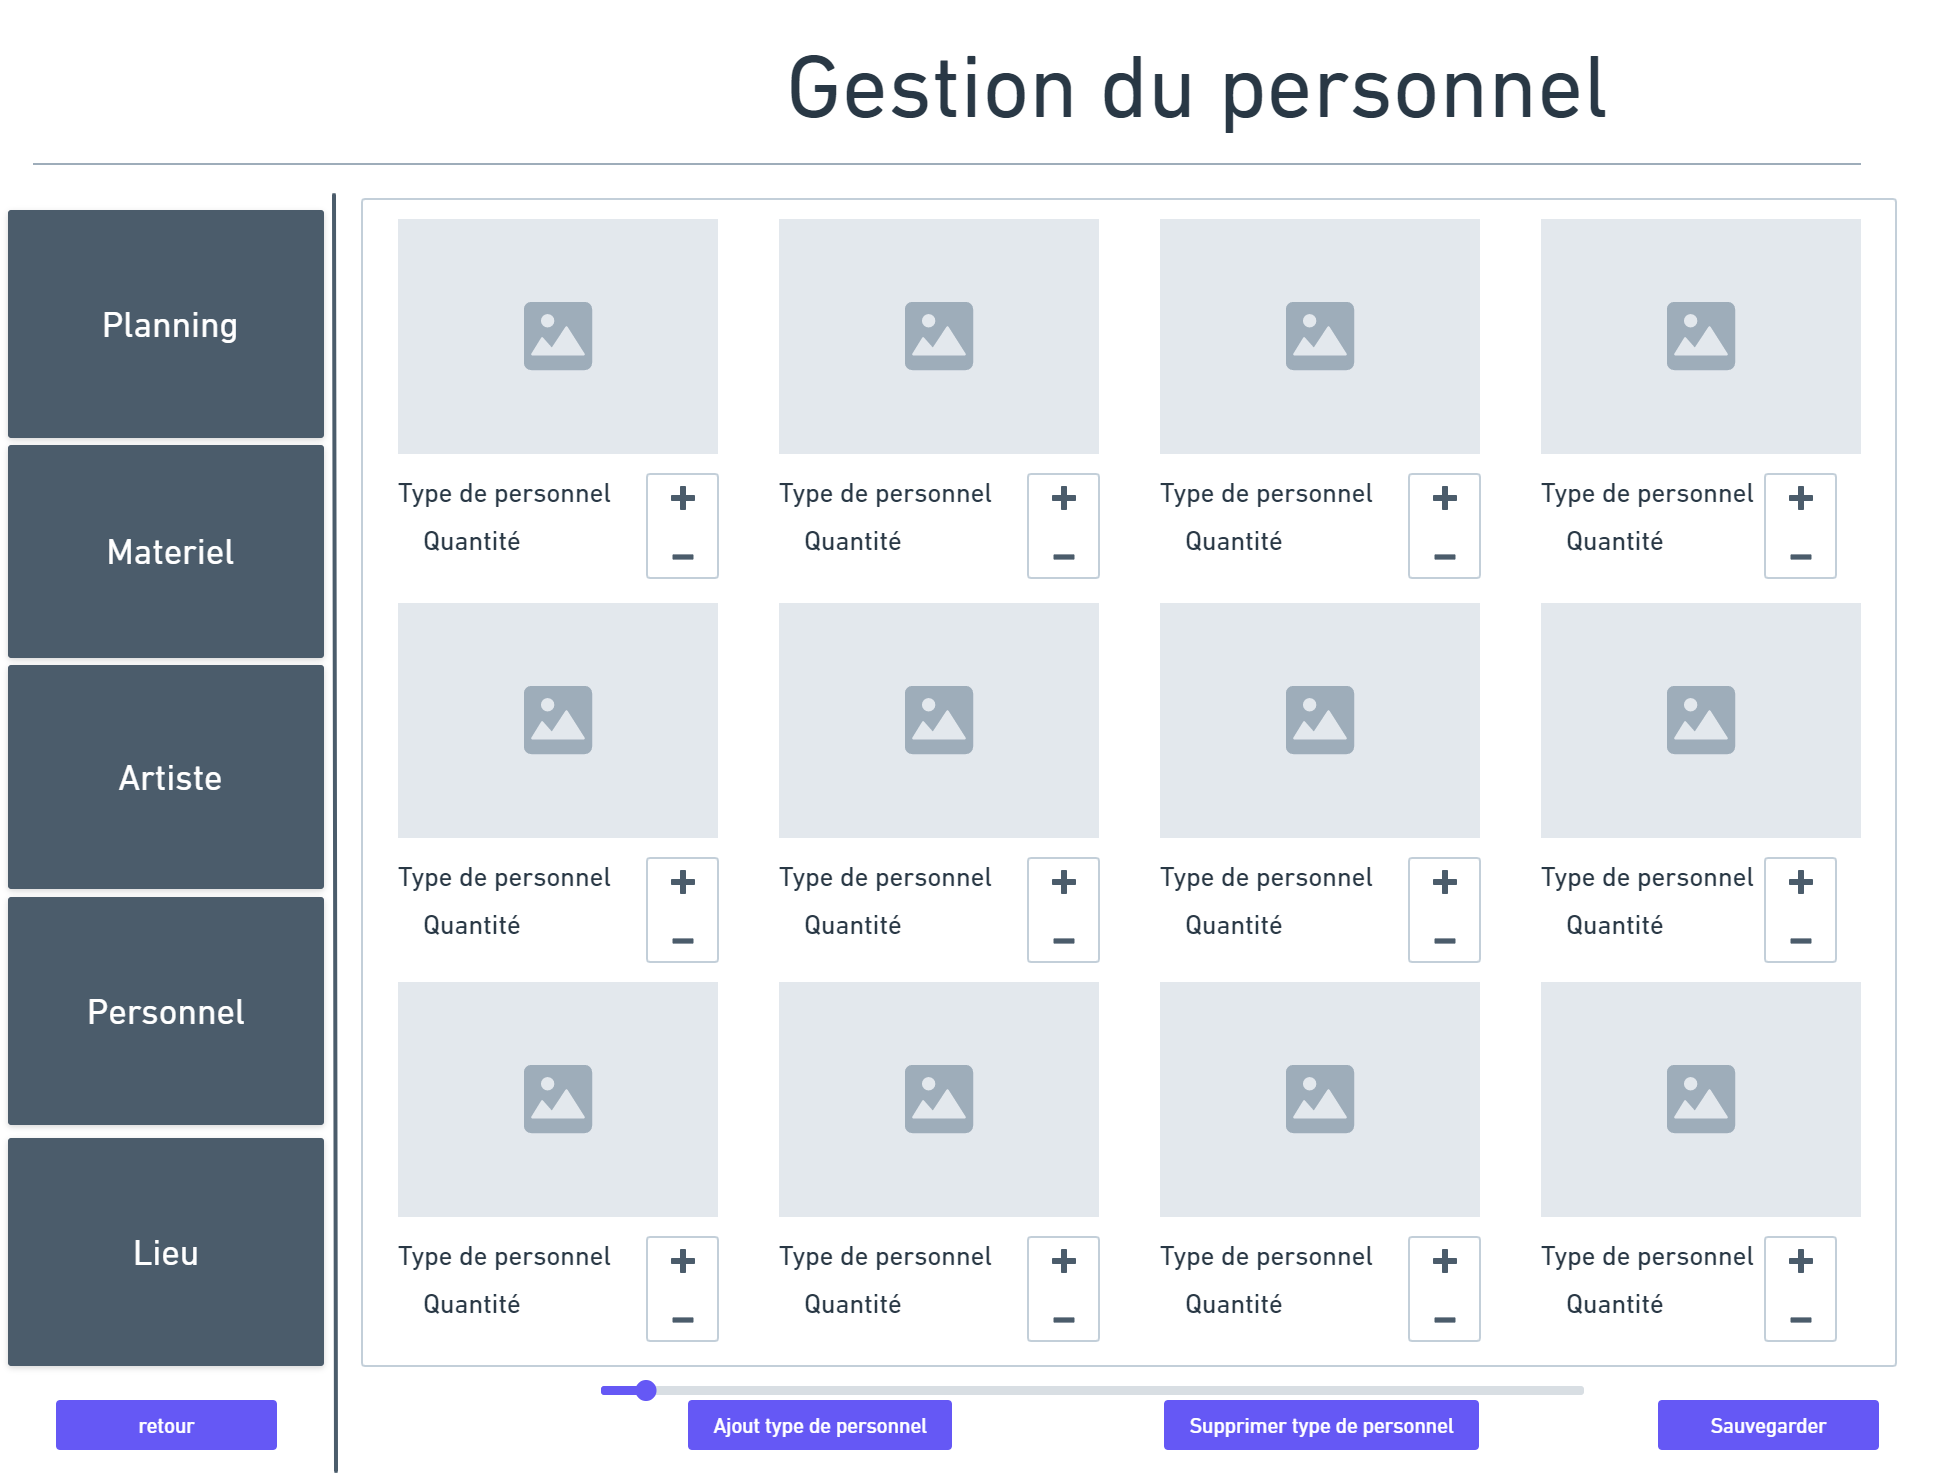 Gestion du personnel
Planning
Materiel
Artiste
Personnel
Lieu
Type de personnel
Quantité
Type de personnel
Quantité
Type de personnel
Quantité
Type de personnel
Quantité
Type de personnel
Quantité
Type de personnel
Quantité
Type de personnel
Quantité
Type de personnel
Quantité
Type de personnel
Quantité
Type de personnel
Quantité
Type de personnel
Quantité
Type de personnel
Quantité
retour
Ajout type de personnel
Supprimer type de personnel
Sauvegarder